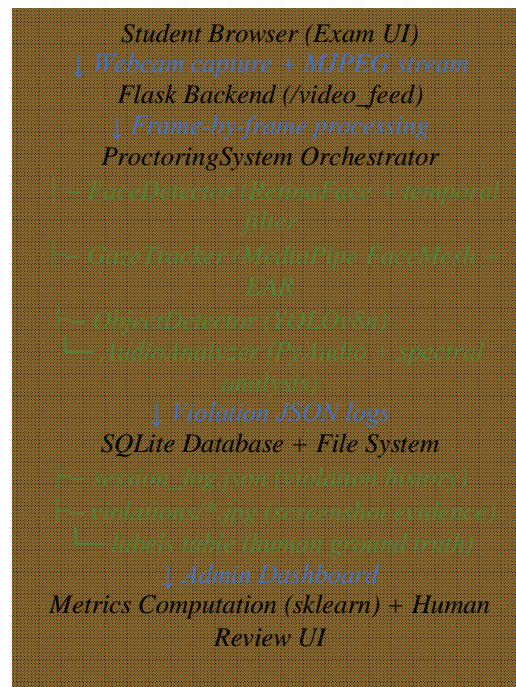 Student Browser (Exam UI)
↓ Webcam capture + MJPEG stream
Flask Backend (/video_feed)
↓ Frame-by-frame processing
ProctoringSystem Orchestrator
├─ FaceDetector (RetinaFace + temporal
filter
├─ GazeTracker (MediaPipe FaceMesh +
EAR
├─ ObjectDetector (YOLOv8n)
└─ AudioAnalyzer (PyAudio + spectral
analysis)
↓ Violation JSON logs
SQLite Database + File System
├─ session_log.json (violation history)
├─ violations/*.jpg (screenshot evidence)
└─ labels table (human ground truth)
↓ Admin Dashboard
Metrics Computation (sklearn) + Human
Review UI